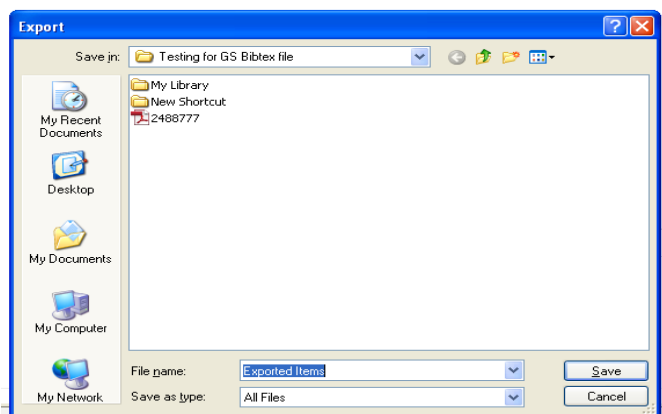 Export
Save in:
Testing for GS Bibtex file
My Library
New Shortcut
2488777
My Recent
Documents
Desktop
My Documents
My Computer
My Network
File name:
Exported Items
Save
Save as type:
All Files
Cancel